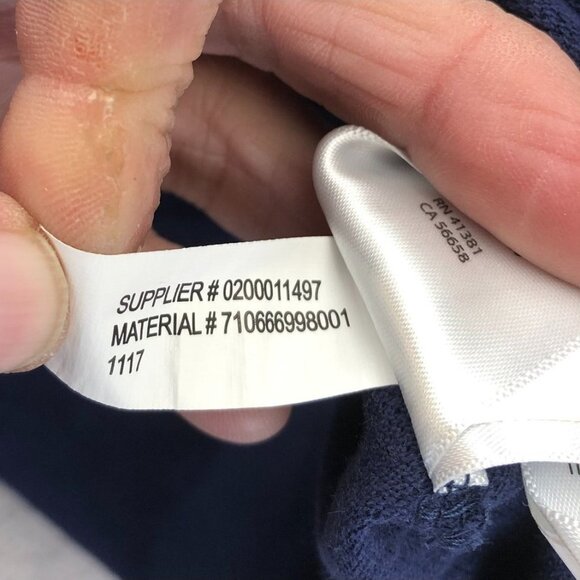 SUPPLIER # 0200011497
MATERIAL # 710666998001
1117
RN 41381
CA 56658